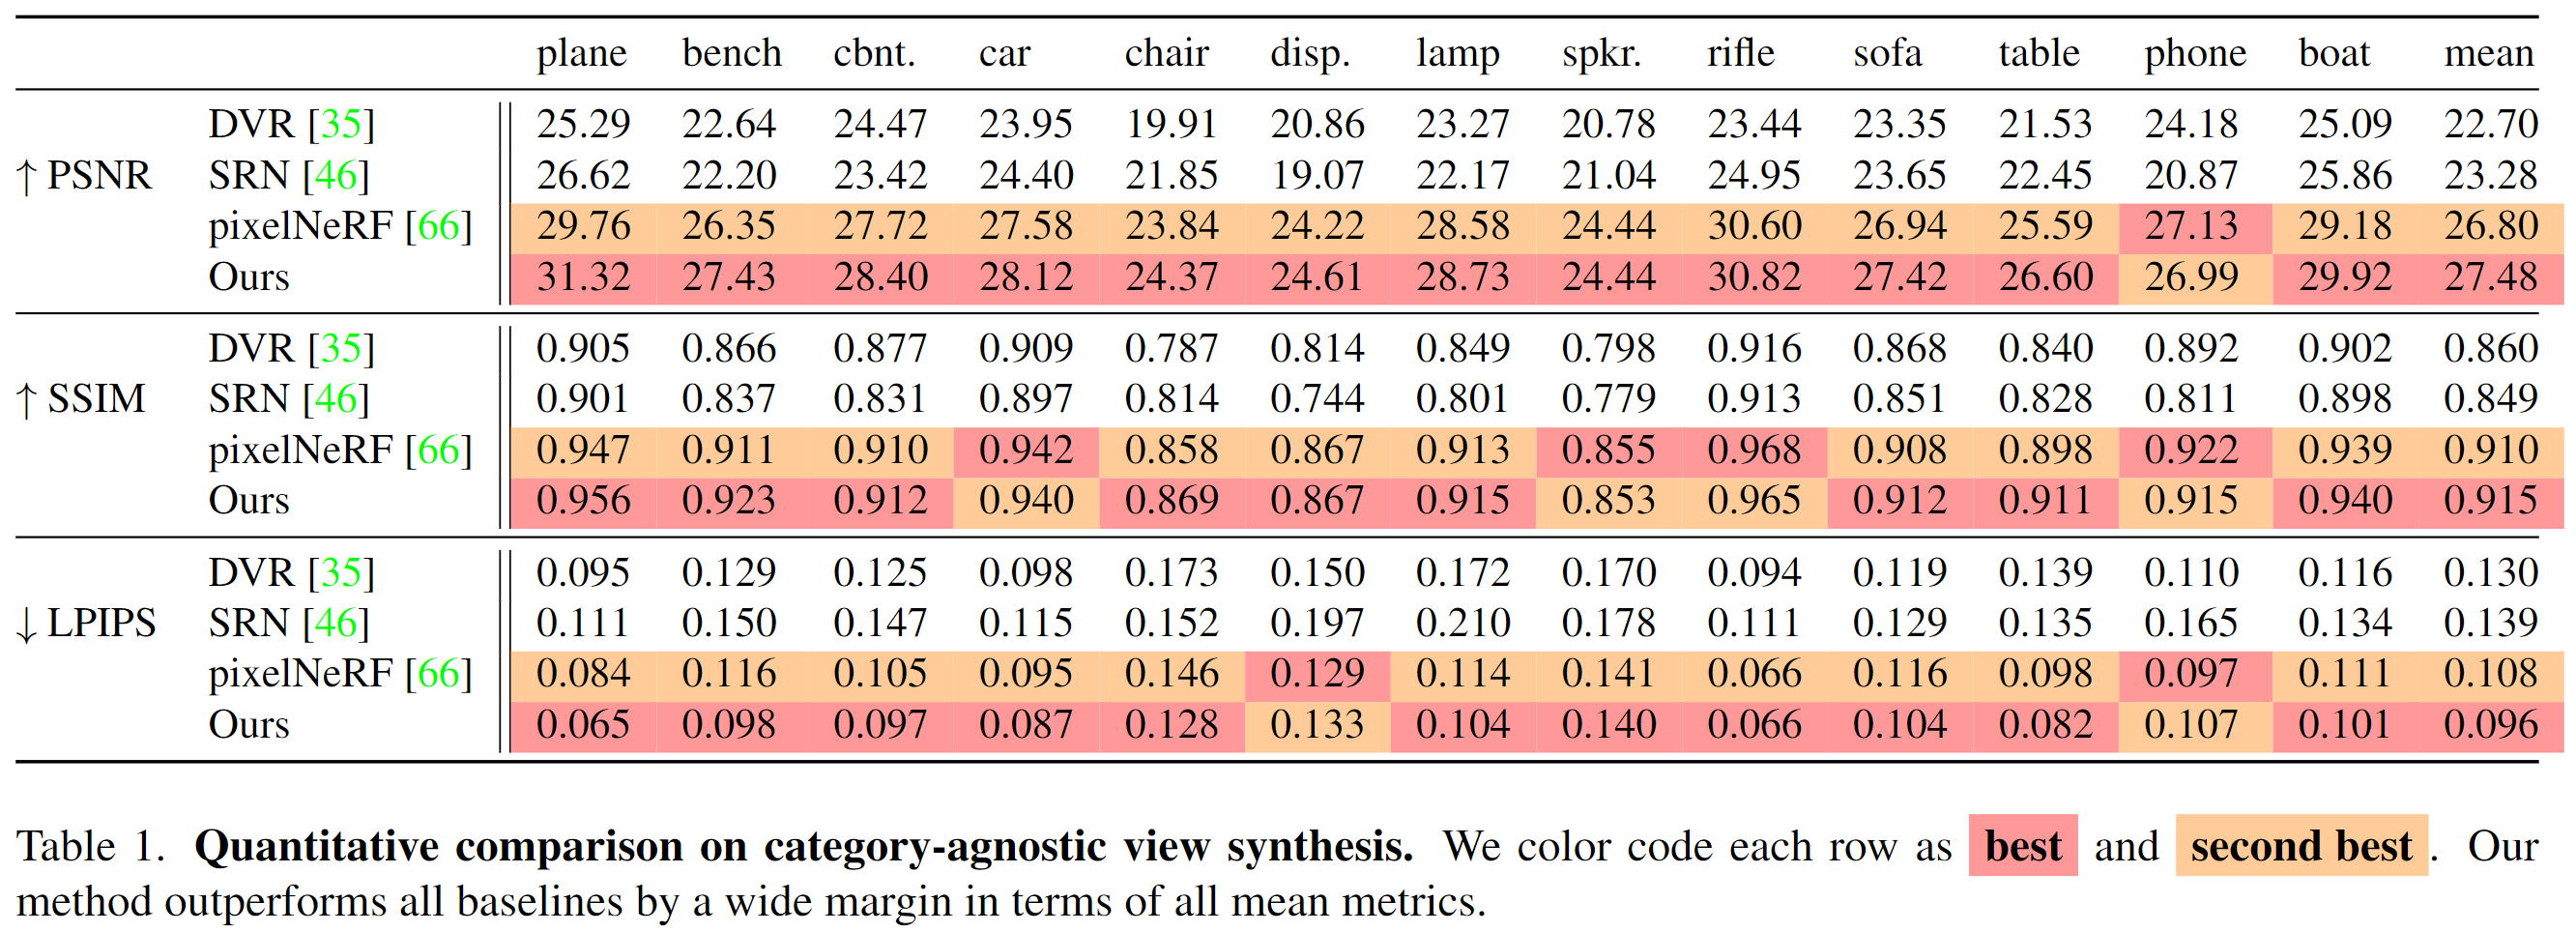 plane bench cbnt. car chair disp. lamp spkr. rifle sofa table phone boat mean
DVR [35] 25.29 22.64 24.47 23.95 19.91 20.86 23.27 20.78 23.44 23.35 21.53 24.18 25.09 22.70
↑ PSNR SRN [46] 26.62 22.20 23.42 24.40 21.85 19.07 22.17 21.04 24.95 23.65 22.45 20.87 25.86 23.28
pixelNeRF [66] 29.76 26.35 27.72 27.58 23.84 24.22 28.58 24.44 30.60 26.94 25.59 27.13 29.18 26.80
Ours 31.32 27.43 28.40 28.12 24.37 24.61 28.73 24.44 30.82 27.42 26.60 26.99 29.92 27.48
DVR [35] 0.905 0.866 0.877 0.909 0.787 0.814 0.849 0.798 0.916 0.868 0.840 0.892 0.902 0.860
↑ SSIM SRN [46] 0.901 0.837 0.831 0.897 0.814 0.744 0.801 0.779 0.913 0.851 0.828 0.811 0.898 0.849
pixelNeRF [66] 0.947 0.911 0.910 0.942 0.858 0.867 0.913 0.855 0.968 0.908 0.898 0.922 0.939 0.910
Ours 0.956 0.923 0.912 0.940 0.869 0.867 0.915 0.853 0.965 0.912 0.911 0.915 0.940 0.915
DVR [35] 0.095 0.129 0.125 0.098 0.173 0.150 0.172 0.170 0.094 0.119 0.139 0.110 0.116 0.130
↓ LPIPS SRN [46] 0.111 0.150 0.147 0.115 0.152 0.197 0.210 0.178 0.111 0.129 0.135 0.165 0.134 0.139
pixelNeRF [66] 0.084 0.116 0.105 0.095 0.146 0.129 0.114 0.141 0.066 0.116 0.098 0.097 0.111 0.108
Ours 0.065 0.098 0.097 0.087 0.128 0.133 0.104 0.140 0.066 0.104 0.082 0.107 0.101 0.096
Table 1. Quantitative comparison on category-agnostic view synthesis. We color code each row as best and second best . Our
method outperforms all baselines by a wide margin in terms of all mean metrics.